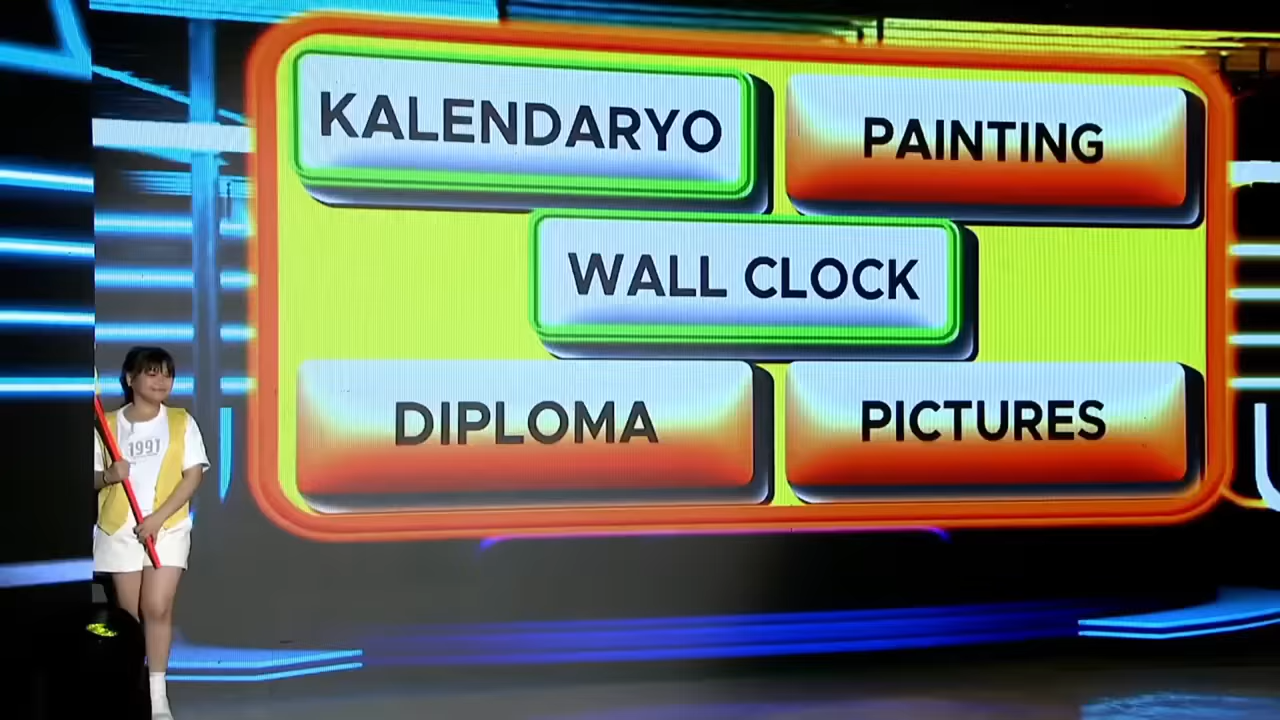 KALENDARYO
PAINTING
WALL CLOCK
DIPLOMA
PICTURES
1991